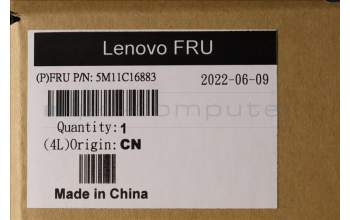 Lenovo FRU
(P)FRU P/N: 5M11C16883 2022-06-09
Quantity: 1
(4L)Origin: CN
Made in China